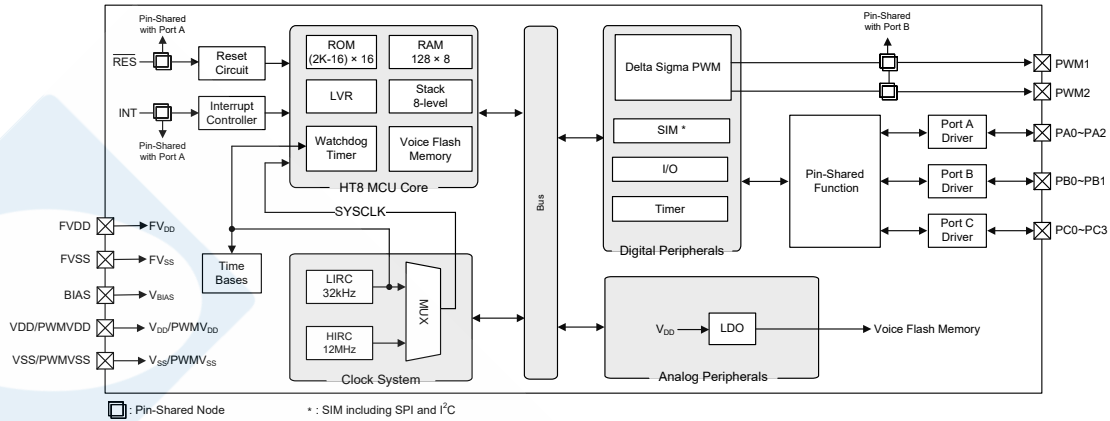 Pin-Shared
with Port A
RES
Reset
Circuit
INT
Interrupt
Controller
Pin-Shared
with Port A
ROM
(2K-16) × 16
RAM
128 × 8
LVR
Stack
8-level
Watchdog
Timer
Voice Flash
Memory
HT8 MCU Core
SYSCLK
FVDD
FVDD
FVSS
FVSS
BIAS
VBIAS
VDD/PWMVDD
VDD/PWMVDD
VSS/PWMVSS
VSS/PWMVSS
Time
Bases
LIRC
32kHz
HIRC
12MHz
MUX
Clock System
Bus
Delta Sigma PWM
SIM *
I/O
Timer
Digital Peripherals
Pin-Shared
with Port B
PWM1
PWM2
Pin-Shared
Function
Port A
Driver
PA0~PA2
Port B
Driver
PB0~PB1
Port C
Driver
PC0~PC3
VDD
LDO
Voice Flash Memory
Analog Peripherals
: Pin-Shared Node
* : SIM including SPI and I²C